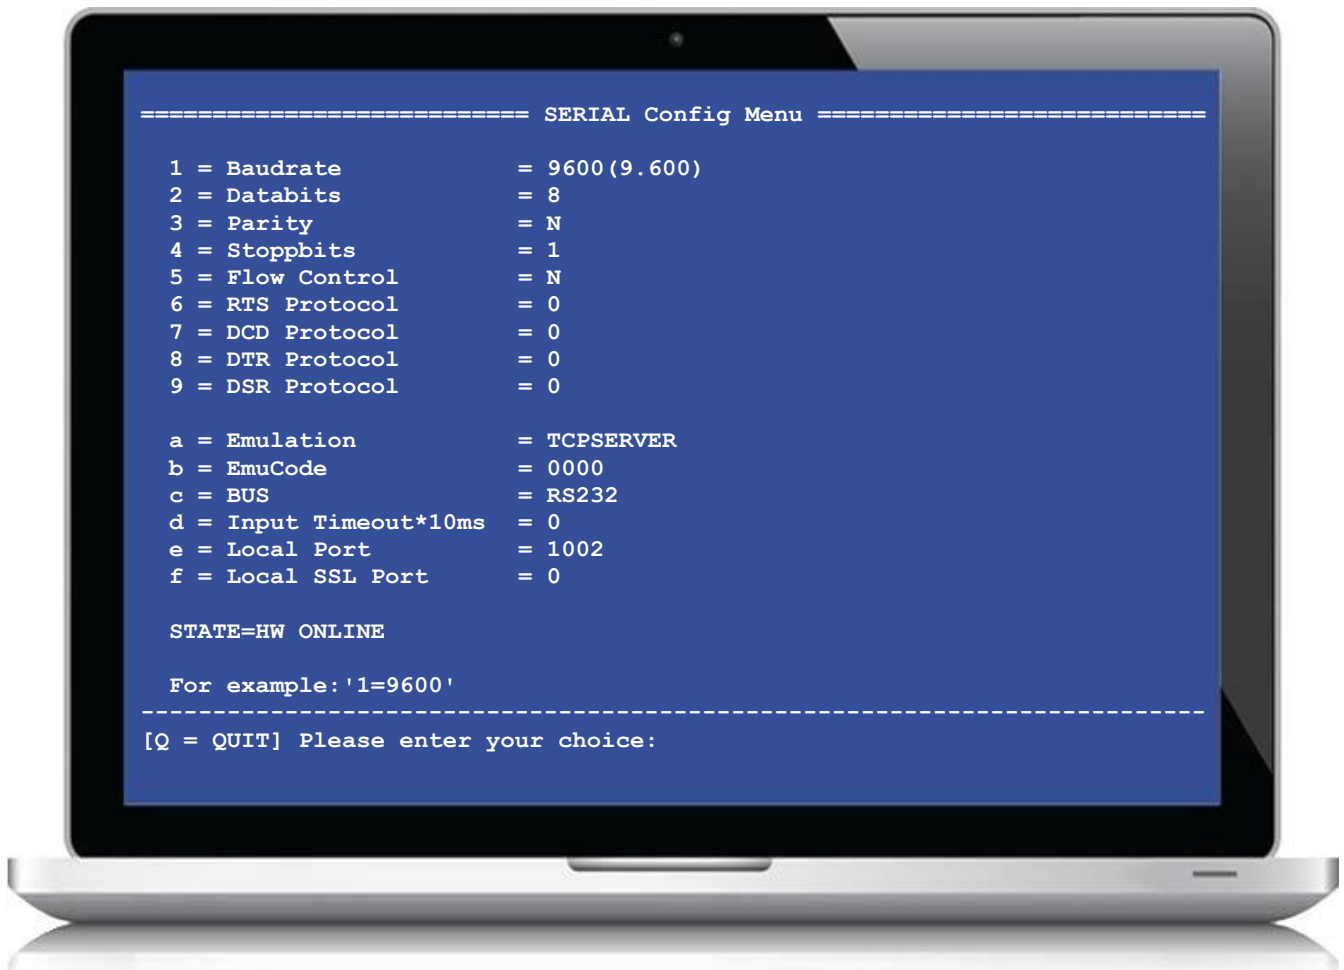 =========================== SERIAL Config Menu ===========================
1 = Baudrate = 9600(9.600)
2 = Databits = 8
3 = Parity = N
4 = Stoppbits = 1
5 = Flow Control = N
6 = RTS Protocol = 0
7 = DCD Protocol = 0
8 = DTR Protocol = 0
9 = DSR Protocol = 0
a = Emulation = TCPSERVER
b = EmuCode = 0000
c = BUS = RS232
d = Input Timeout*10ms = 0
e = Local Port = 1002
f = Local SSL Port = 0
STATE=HW ONLINE
For example:'1=9600'
--------------------------------------------------------------------------
[Q = QUIT] Please enter your choice: